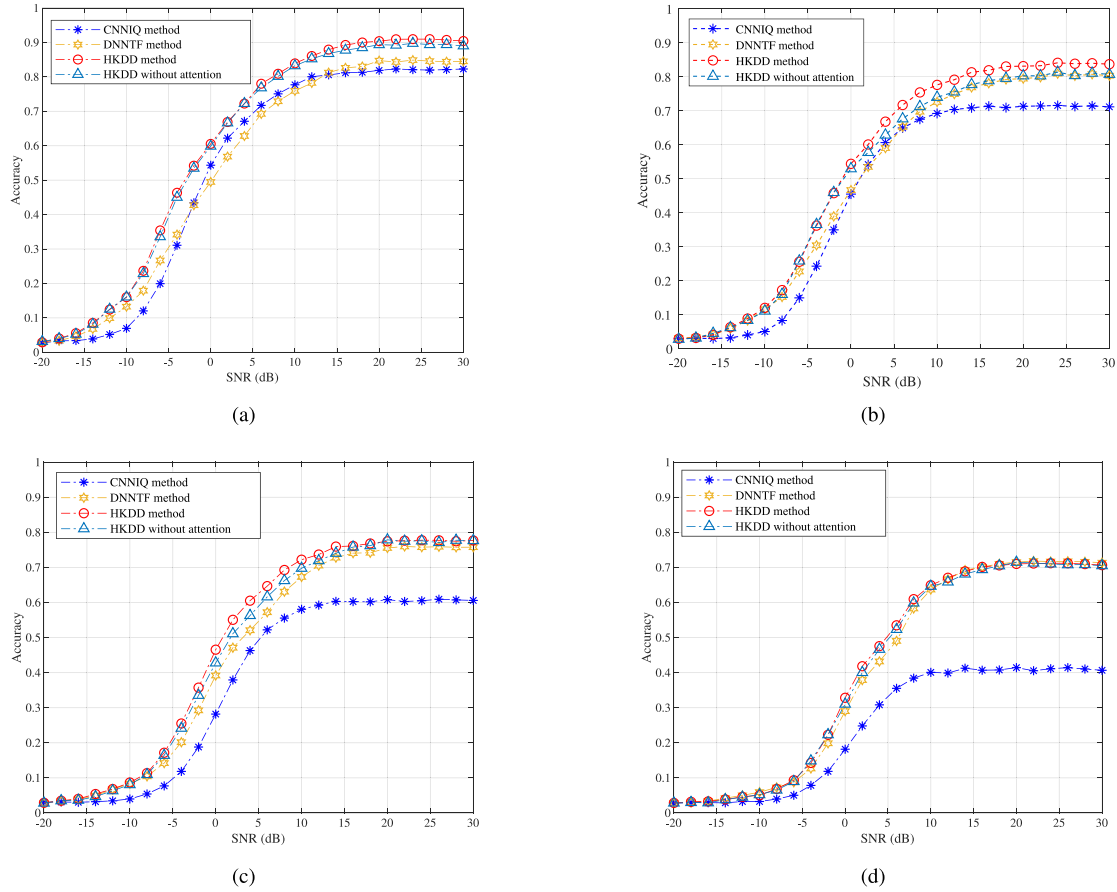 1
0.9
0.8
0.7
0.6
0.5
0.4
0.3
0.2
0.1
0
Accuracy
CNNIQ method
DNNTF method
HKDD method
HKDD without attention
-20 -15 -10 -5 0 5 10 15 20 25 30
SNR (dB)
(a)
1
0.9
0.8
0.7
0.6
0.5
0.4
0.3
0.2
0.1
0
Accuracy
CNNIQ method
DNNTF method
HKDD method
HKDD without attention
-20 -15 -10 -5 0 5 10 15 20 25 30
SNR (dB)
(b)
1
0.9
0.8
0.7
0.6
0.5
0.4
0.3
0.2
0.1
0
Accuracy
CNNIQ method
DNNTF method
HKDD method
HKDD without attention
-20 -15 -10 -5 0 5 10 15 20 25 30
SNR (dB)
(c)
1
0.9
0.8
0.7
0.6
0.5
0.4
0.3
0.2
0.1
0
Accuracy
CNNIQ method
DNNTF method
HKDD method
HKDD without attention
-20 -15 -10 -5 0 5 10 15 20 25 30
SNR (dB)
(d)